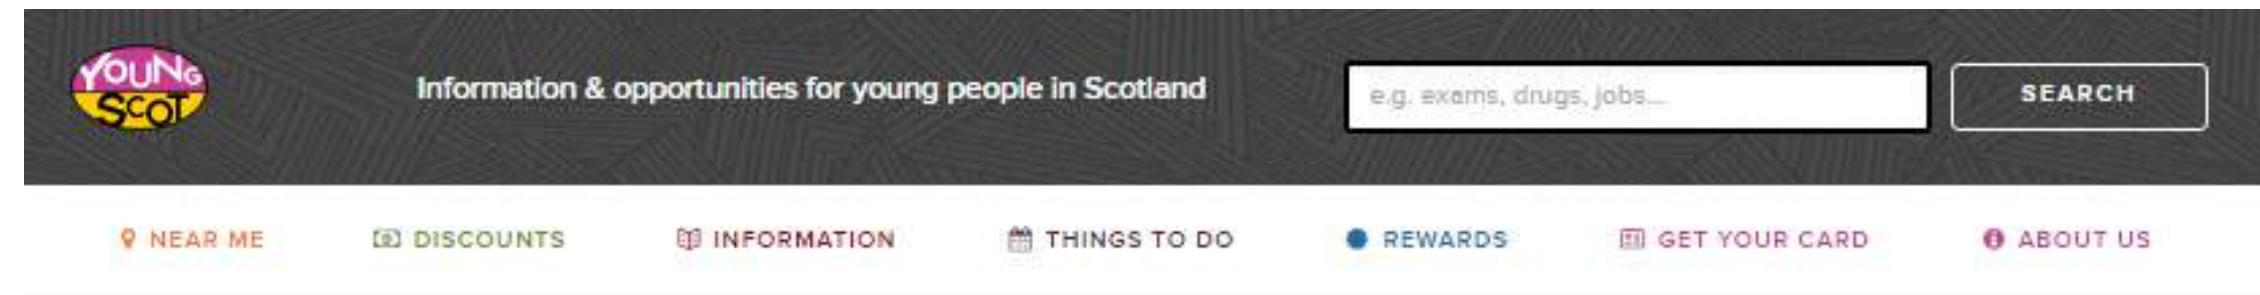 YOUNG
SCOT
Information & opportunities for young people in Scotland
e.g. exams, drugs, jobs...
SEARCH
NEAR ME
DISCOUNTS
INFORMATION
THINGS TO DO
REWARDS
GET YOUR CARD
ABOUT US